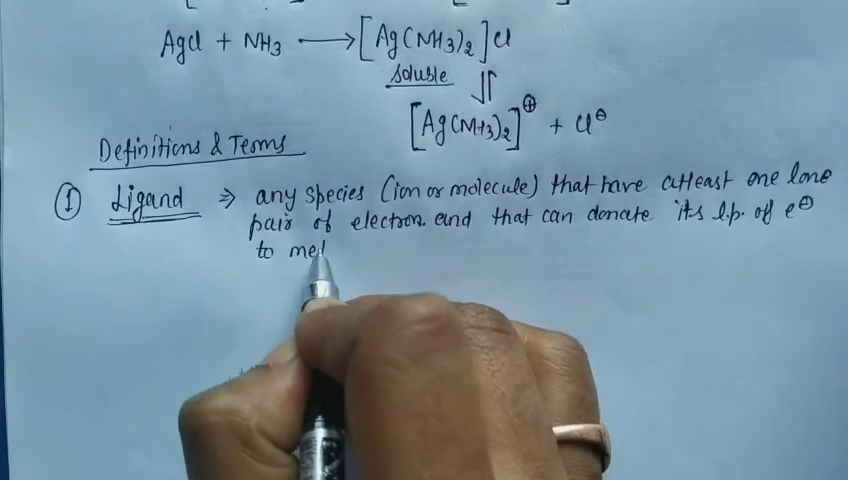 AgCl + NH3 ⟶ [Ag(NH3)2]Cl
soluble ⇌
[Ag(NH3)2]⊕ + Cl⊖
Definitions & Terms
① Ligand ⇒ any species (ion or molecule) that have atleast one lone
pair of electron. and that can donate its l.p. of e⊖
to met